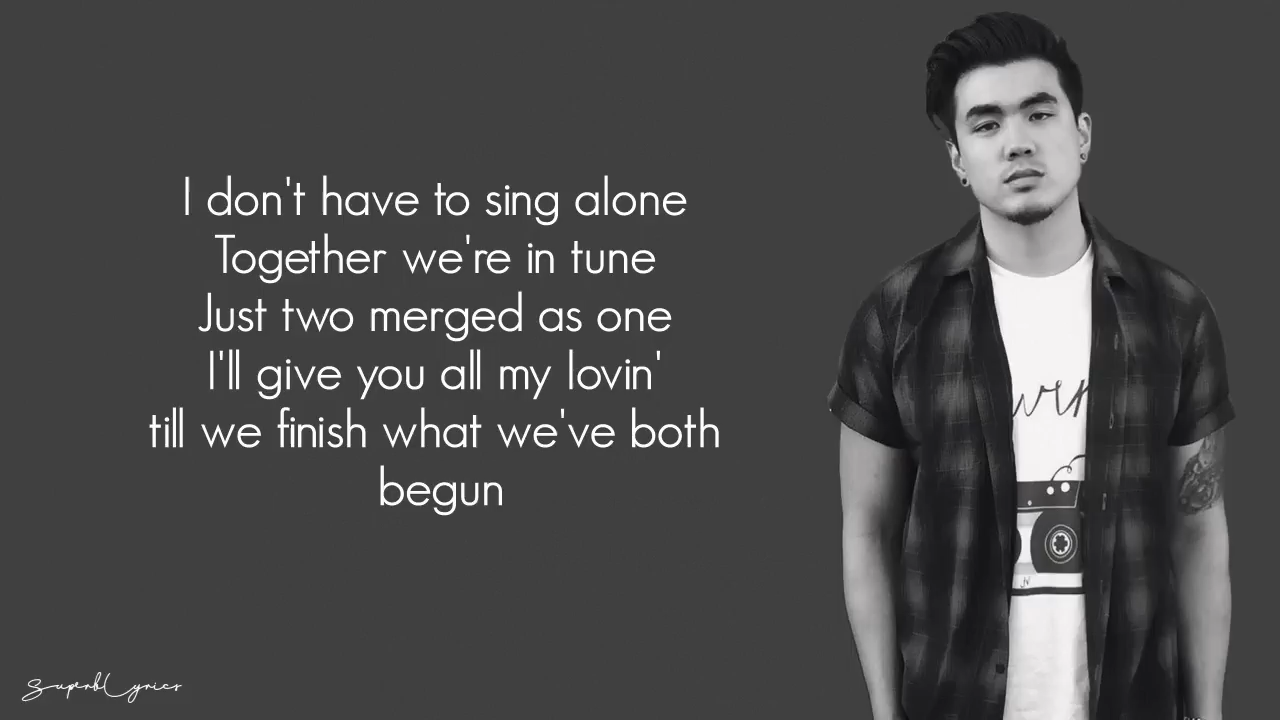 I don't have to sing alone
Together we're in tune
Just two merged as one
I'll give you all my lovin'
till we finish what we've both
begun
SuperbLyrics